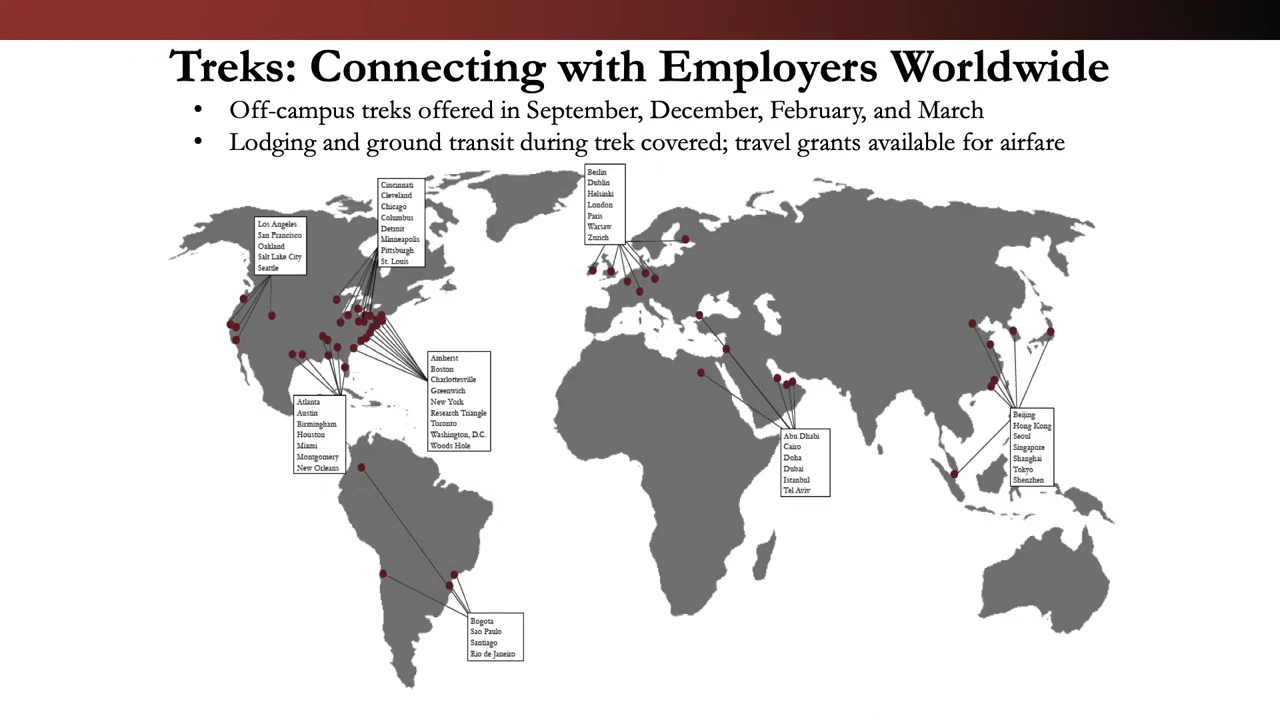 Treks: Connecting with Employers Worldwide
• Off-campus treks offered in September, December, February, and March
• Lodging and ground transit during trek covered; travel grants available for airfare
Los Angeles
San Francisco
Oakland
Salt Lake City
Seattle
Cincinnati
Cleveland
Chicago
Columbus
Detroit
Minneapolis
Pittsburgh
St. Louis
Berlin
Dublin
Helsinki
London
Paris
Warsaw
Zurich
Amherst
Boston
Charlottesville
Greenwich
New York
Research Triangle
Toronto
Washington, D.C.
Woods Hole
Atlanta
Austin
Birmingham
Houston
Miami
Montgomery
New Orleans
Abu Dhabi
Cairo
Doha
Dubai
Istanbul
Tel Aviv
Beijing
Hong Kong
Seoul
Singapore
Shanghai
Tokyo
Shenzhen
Bogota
Sao Paulo
Santiago
Rio de Janeiro